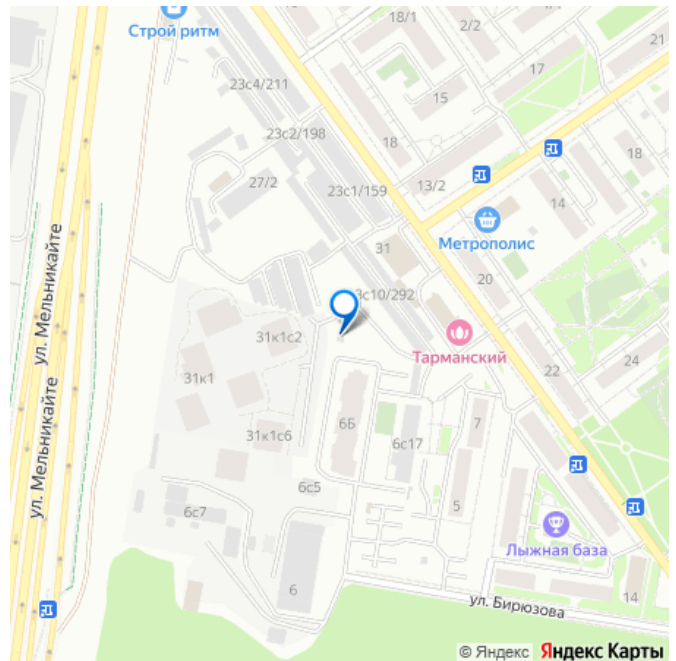 18/1
2/2
Строй ритм
21
17
23с4/211
15
23с2/198
18
18
27/2
13/2
23с1/159
14
ул. Мельникайте
31
Метрополис
20
3с10/292
31к1с2
Тарманский
24
22
31к1
6Б
7
31к1с6
6с17
ул. Мельникайте
6с5
5
6с7
Лыжная база
6
14
ул. Бирюзова
© Яндекс Яндекс Карты